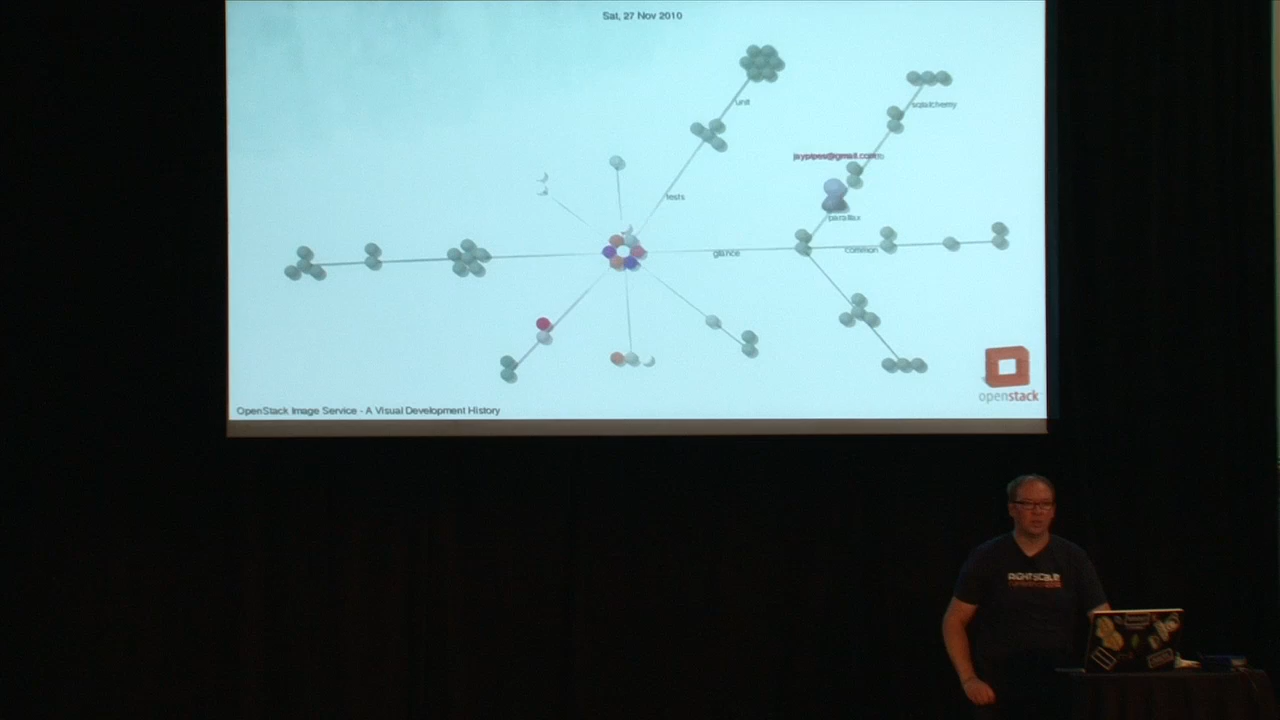 Sat, 27 Nov 2010
unit
sqlalchemy
jaypipes@gmail.com
tests
parallax
glance
common
OpenStack Image Service - A Visual Development History
openstack
RIGHTSCALE